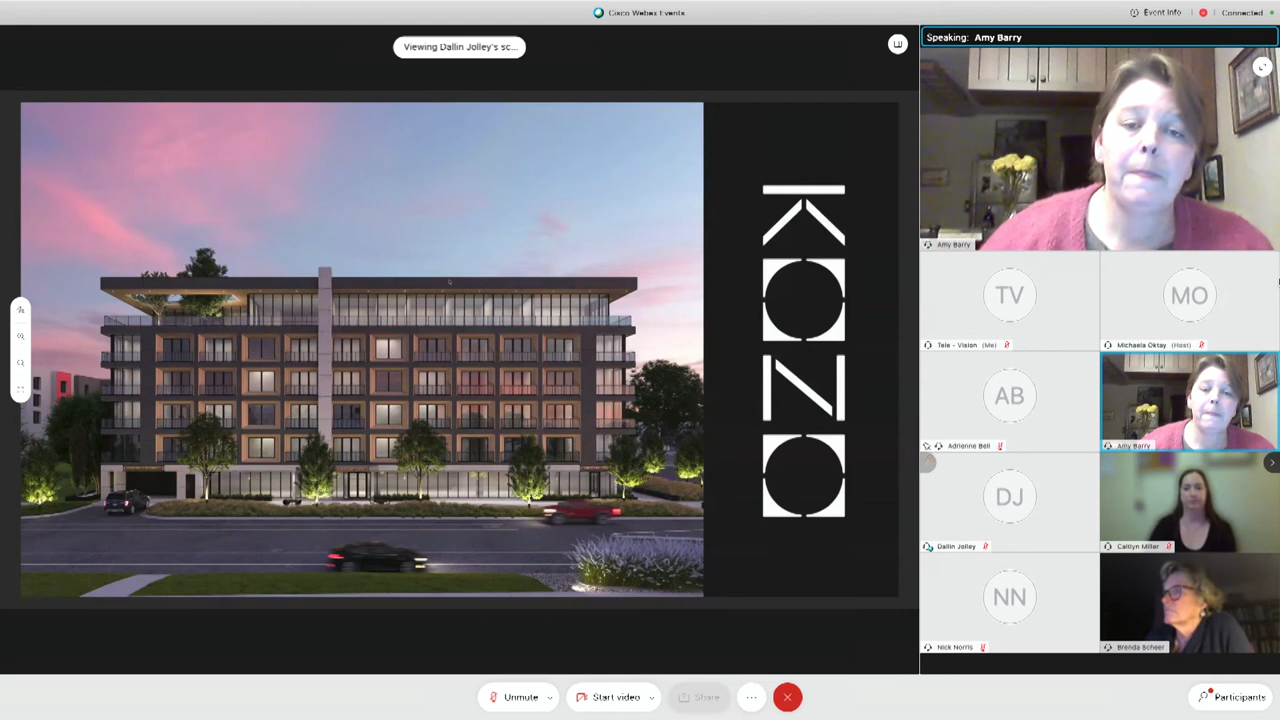 Cisco Webex Events
Event Info
Connected
Viewing Dallin Jolley's sc...
Speaking: Amy Barry
KOZO
Amy Barry
TV
Tele - Vision (Me)
MO
Michaela Oktay (Host)
AB
Adrienne Bell
Amy Barry
DJ
Dallin Jolley
Caitlyn Miller
NN
Nick Norris
Brenda Scheer
Unmute
Start video
Share
Participants